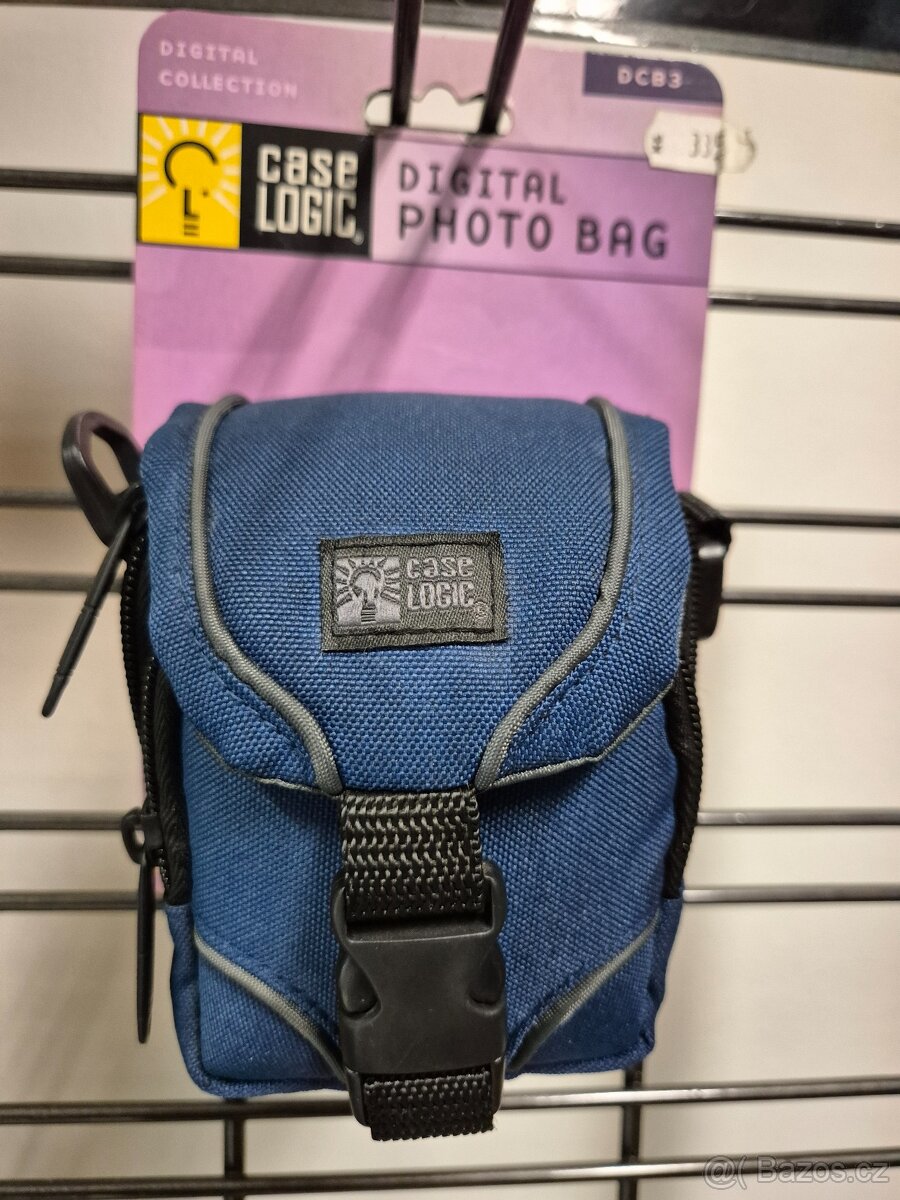 DIGITAL
COLLECTION
DCB3
case
LOGIC®
DIGITAL
PHOTO BAG
case
LOGIC®
@( Bazos.cz